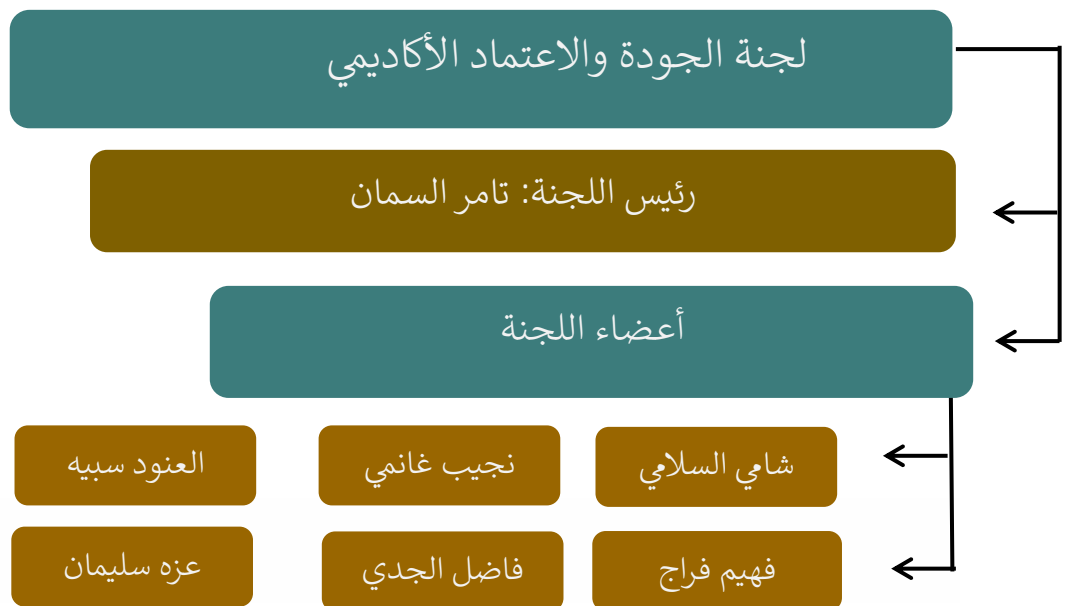 لجنة الجودة والاعتماد الأكاديمي
رئيس اللجنة: تامر السمان
أعضاء اللجنة
شامي السلامي
نجيب غانمي
العنود سبيه
فهيم فراج
فاضل الجدي
عزه سليمان